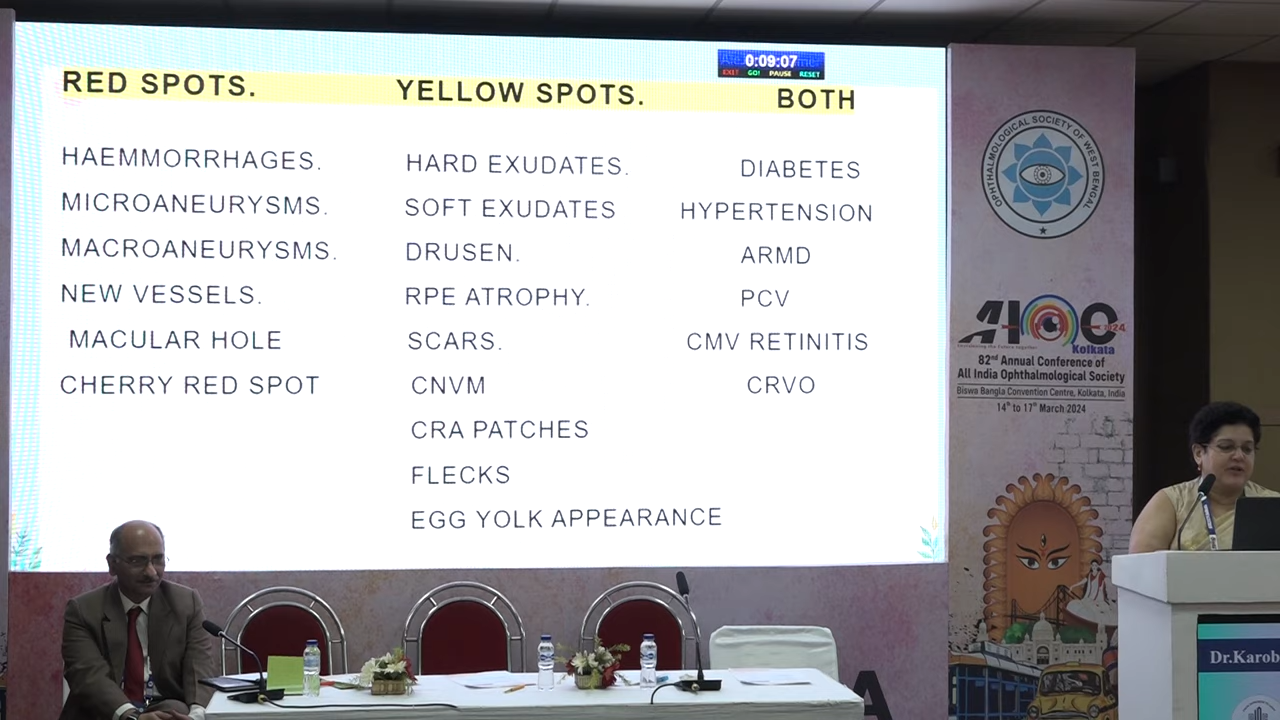 0:09:07
EXIT GO! PAUSE RESET
RED SPOTS. YELLOW SPOTS. BOTH
HAEMMORRHAGES. HARD EXUDATES. DIABETES
MICROANEURYSMS. SOFT EXUDATES HYPERTENSION
MACROANEURYSMS. DRUSEN. ARMD
NEW VESSELS. RPE ATROPHY. PCV
MACULAR HOLE SCARS. CMV RETINITIS
CHERRY RED SPOT CNVM CRVO
CRA PATCHES
FLECKS
EGG YOLK APPEARANCE
OPHTHALMOLOGICAL SOCIETY OF WEST BENGAL
AIOC 2024
Kolkata
82nd Annual Conference of
All India Ophthalmological Society
Biswa Bangla Convention Centre, Kolkata, India
14th to 17th March 2024
Dr.Karob
A